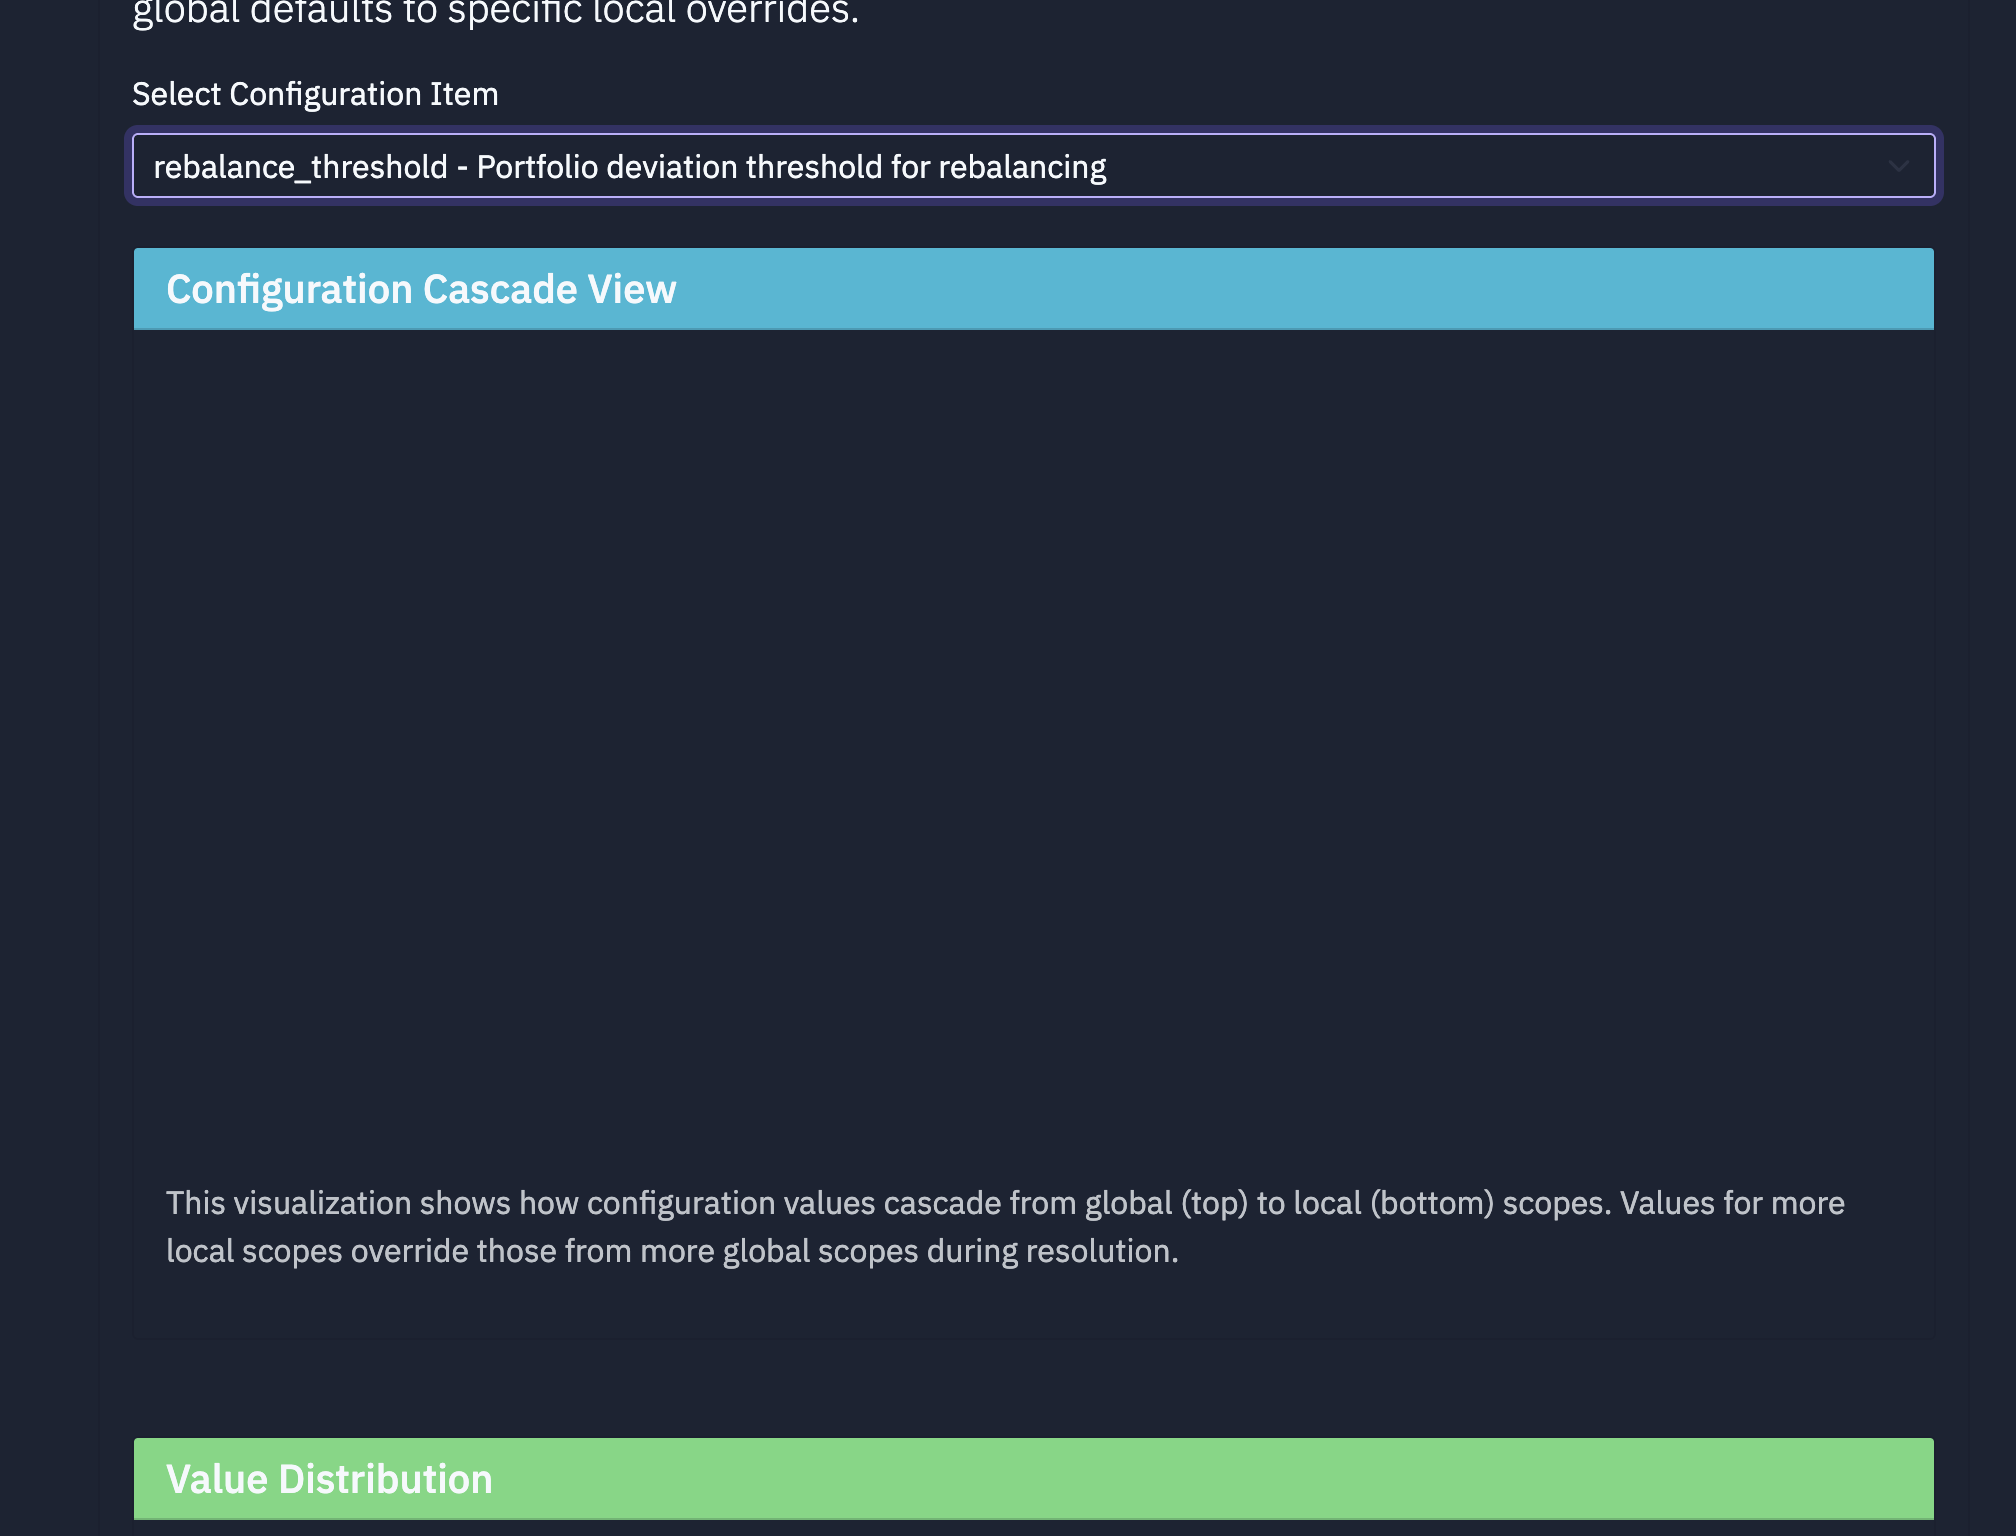 global defaults to specific local overrides.
Select Configuration Item
rebalance_threshold - Portfolio deviation threshold for rebalancing
Configuration Cascade View
This visualization shows how configuration values cascade from global (top) to local (bottom) scopes. Values for more
local scopes override those from more global scopes during resolution.
Value Distribution